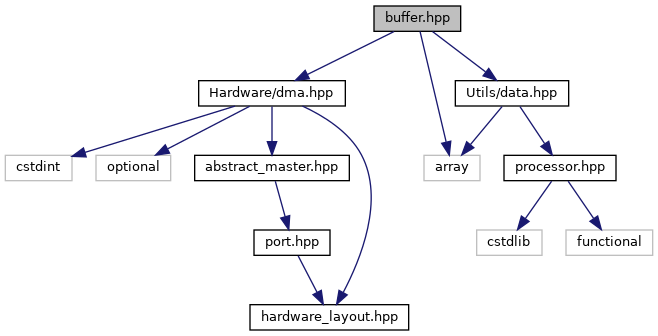 buffer.hpp
Hardware/dma.hpp
Utils/data.hpp
cstdint
optional
abstract_master.hpp
array
processor.hpp
port.hpp
cstdlib
functional
hardware_layout.hpp